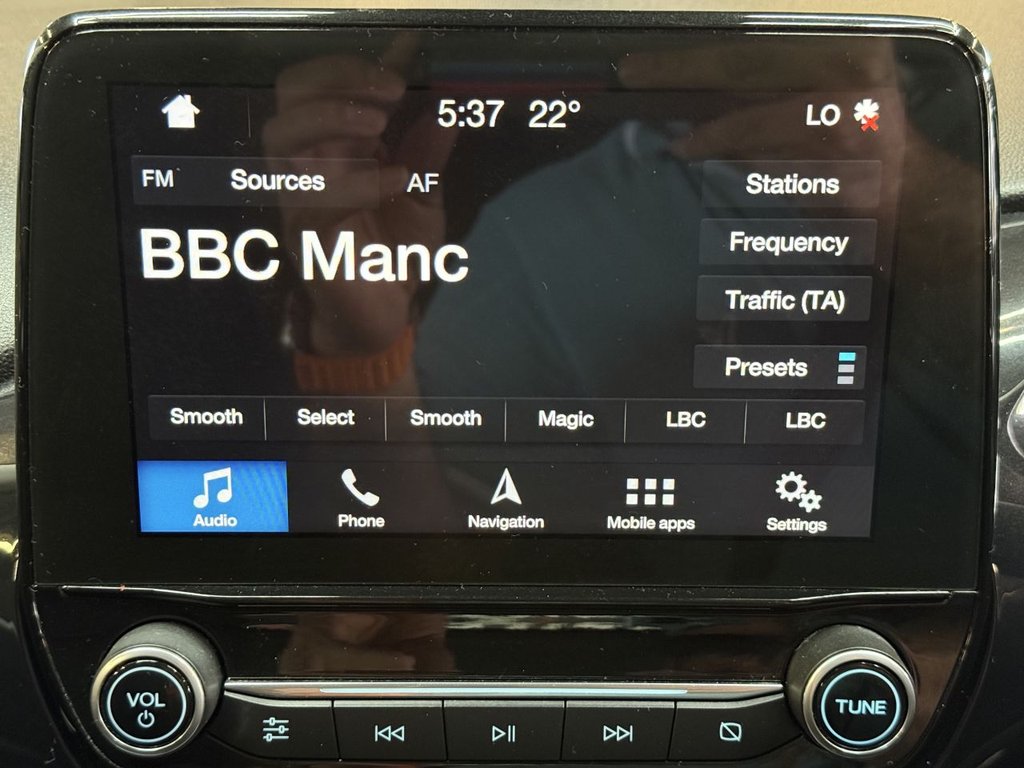 5:37 22° LO
FM Sources AF Stations
BBC Manc
Frequency
Traffic (TA)
Presets
Smooth Select Smooth Magic LBC LBC
Audio Phone Navigation Mobile apps Settings
VOL
TUNE